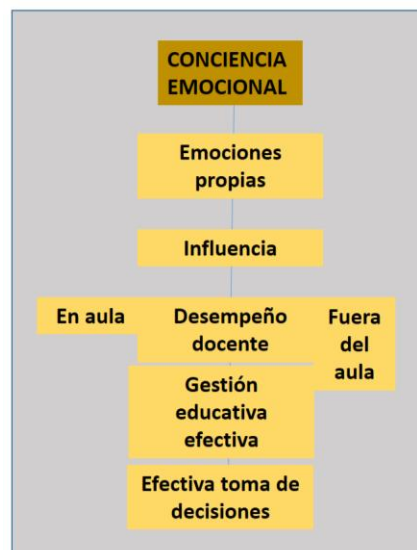 CONCIENCIA
EMOCIONAL
Emociones
propias
Influencia
En aula
Desempeño
docente
Fuera
del
aula
Gestión
educativa
efectiva
Efectiva toma de
decisiones